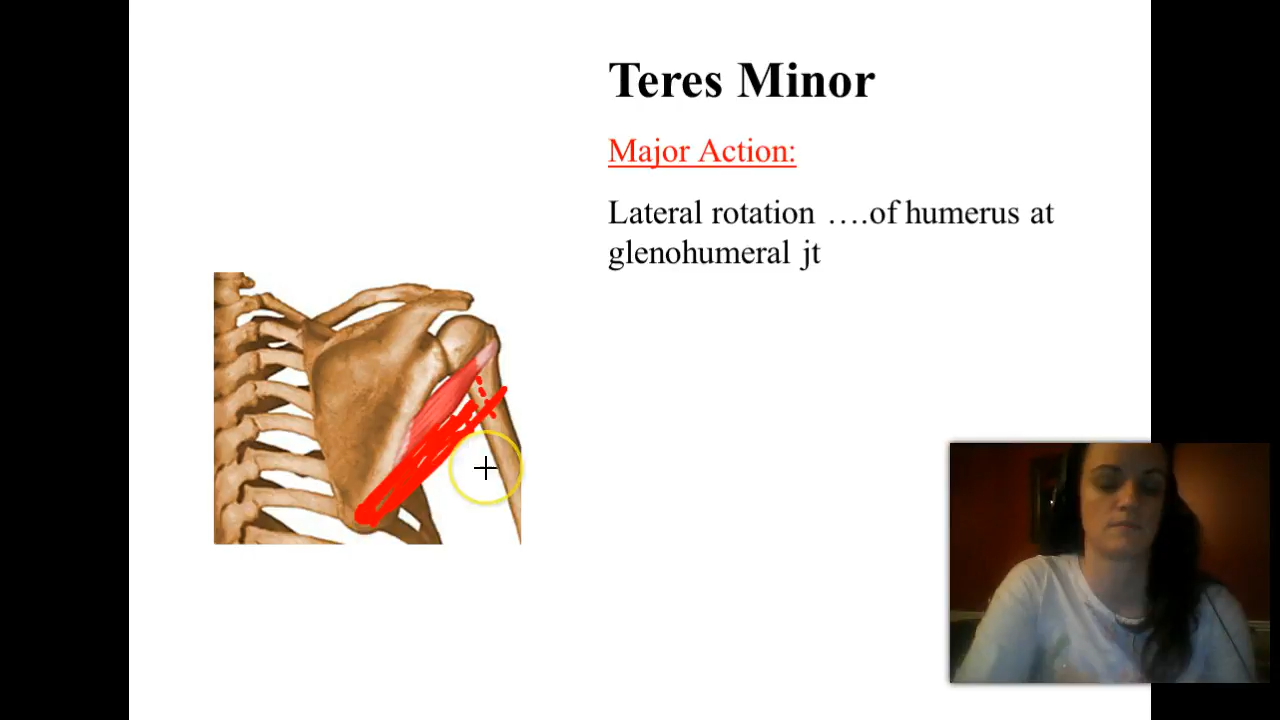 Teres Minor
Major Action:
Lateral rotation ….of humerus at
glenohumeral jt